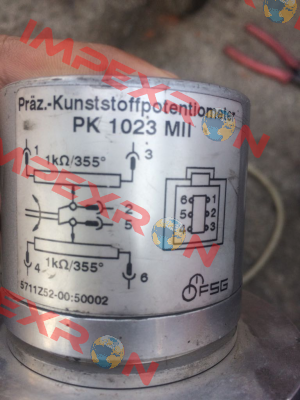 Präz.-Kunststoffpotentiometer
PK 1023 MII
1 3
1kΩ/355°
2
5
1kΩ/355°
4 6
6 1
5 2
4 3
5711Z52-00:50002
FSG
IMPEXRON
IMPEXRON